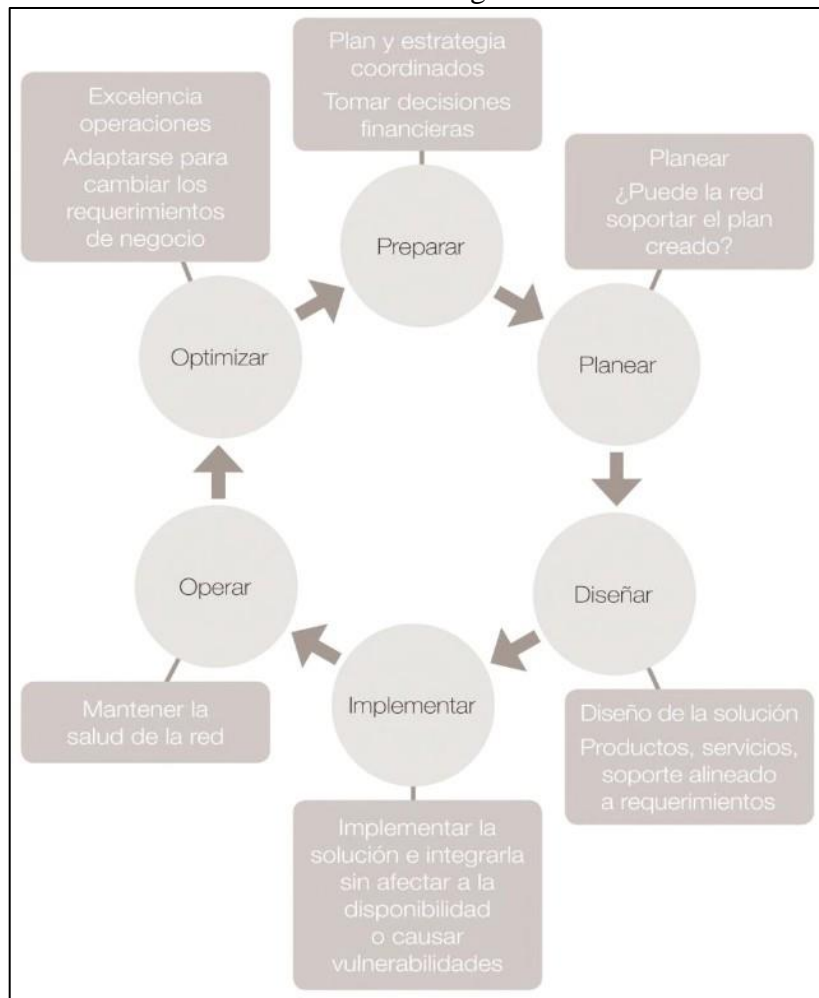 Plan y estrategia
coordinados
Tomar decisiones
financieras
Excelencia
operaciones
Adaptarse para
cambiar los
requerimientos
de negocio
Planear
¿Puede la red
soportar el plan
creado?
Preparar
Optimizar
Planear
Operar
Diseñar
Implementar
Mantener la
salud de la red
Diseño de la solución
Productos, servicios,
soporte alineado
a requerimientos
Implementar la
solución e integrarla
sin afectar a la
disponibilidad
o causar
vulnerabilidades